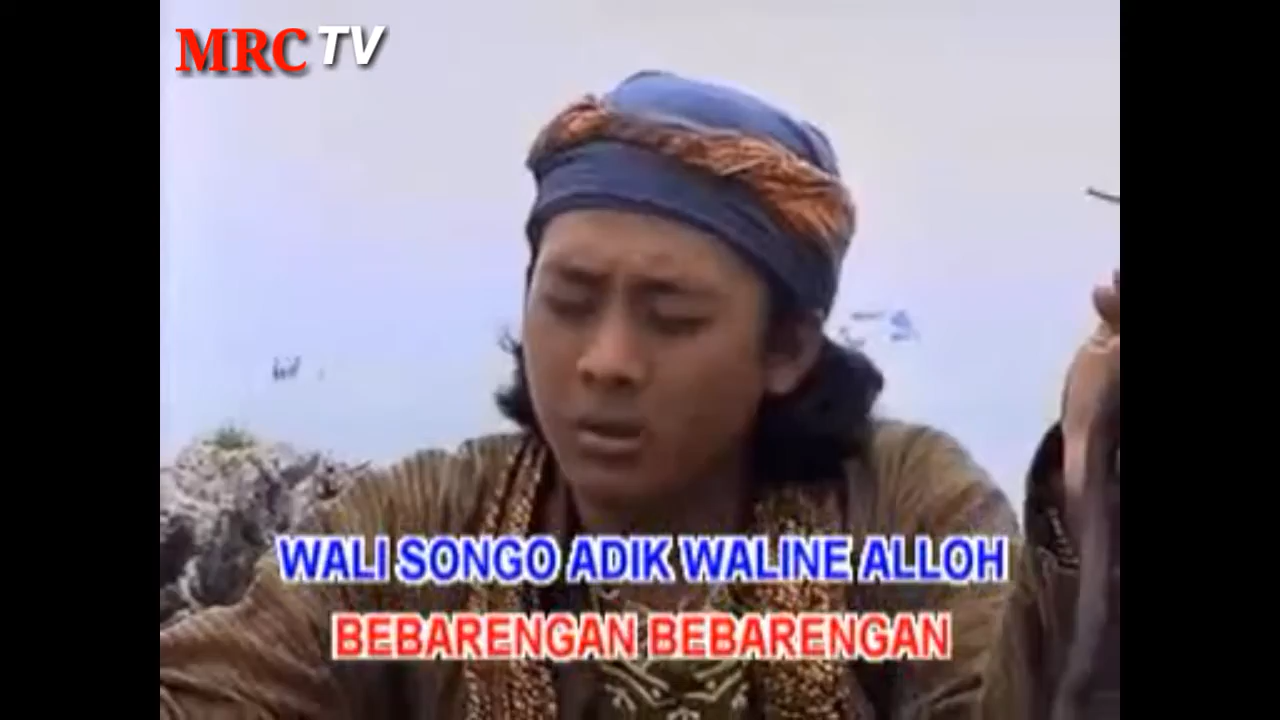 MRC TV
WALI SONGO ADIK WALINE ALLOH
BEBARENGAN BEBARENGAN